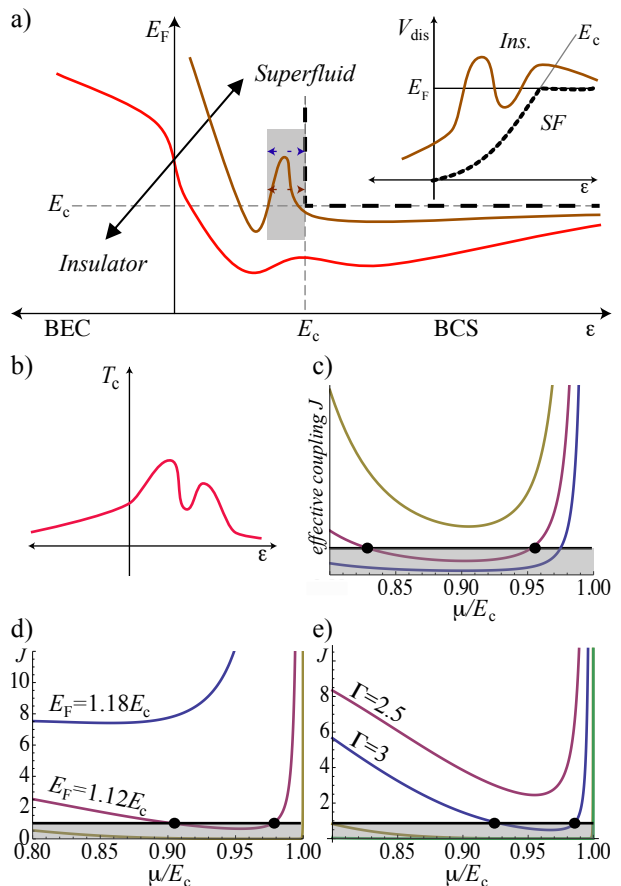 a)
E_F
Superfluid
E_c
Insulator
BEC
E_c
BCS
ε
V_dis
Ins.
E_c
E_F
SF
ε
b)
T_c
ε
c)
effective coupling J
0.85
0.90
0.95
1.00
μ/E_c
d)
J
10
8
6
4
2
0
E_F=1.18E_c
E_F=1.12E_c
0.80
0.85
0.90
0.95
1.00
μ/E_c
e)
J
8
6
4
2
Γ=2.5
Γ=3
0.85
0.90
0.95
1.00
μ/E_c